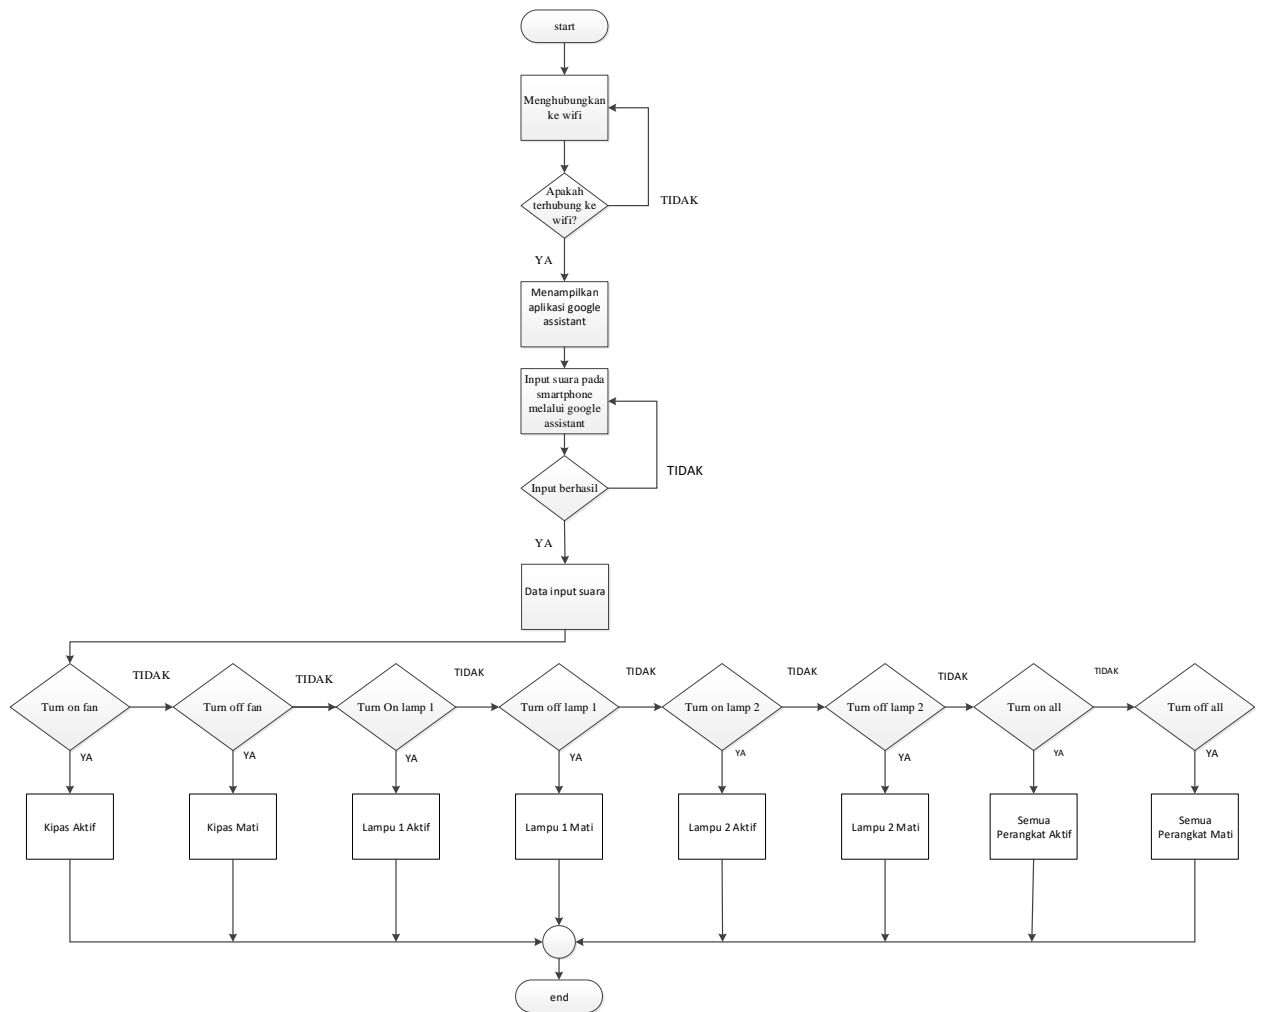 start
Menghubungkan
ke wifi
Apakah
terhubung ke
wifi?
TIDAK
YA
Menampilkan
aplikasi google
assistant
Input suara pada
smartphone
melalui google
assistant
TIDAK
Input berhasil
YA
Data input suara
TIDAK
TIDAK
TIDAK
TIDAK
TIDAK
TIDAK
TIDAK
Turn on fan
Turn off fan
Turn On lamp 1
Turn off lamp 1
Turn on lamp 2
Turn off lamp 2
Turn on all
Turn off all
YA
YA
YA
YA
YA
YA
YA
YA
Kipas Aktif
Kipas Mati
Lampu 1 Aktif
Lampu 1 Mati
Lampu 2 Aktif
Lampu 2 Mati
Semua
Perangkat Aktif
Semua
Perangkat Mati
end